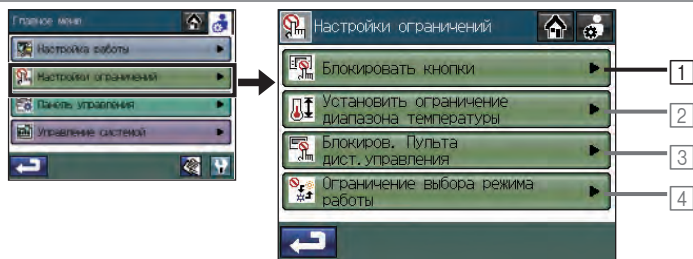 Главное меню
Настройка работы
Настройки ограничений
Панель управления
Управление системой
Настройки ограничений
Блокировать кнопки
Установить ограничение
диапазона температуры
Блокиров. Пульта
дист.управления
Ограничение выбора режима
работы
1
2
3
4